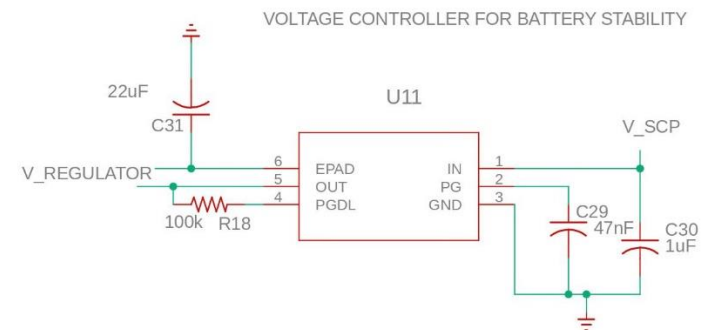 VOLTAGE CONTROLLER FOR BATTERY STABILITY
22uF
C31
U11
V_SCP
V_REGULATOR
6 EPAD IN 1
5 OUT PG 2
4 PGDL GND 3
100k R18
C29
47nF
C30
1uF